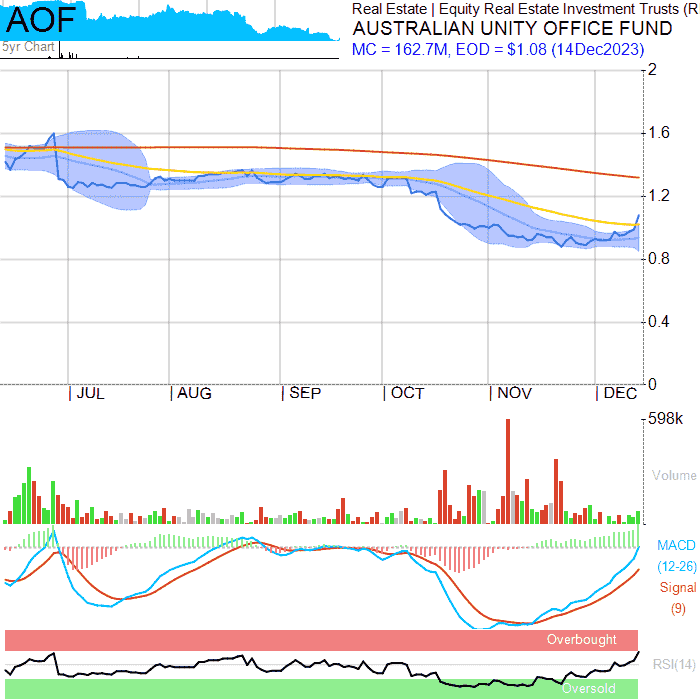 AOF
5yr Chart
Real Estate | Equity Real Estate Investment Trusts (R
AUSTRALIAN UNITY OFFICE FUND
MC = 162.7M, EOD = $1.08 (14Dec2023)
2
1.6
1.2
0.8
0.4
0
JUL AUG SEP OCT NOV DEC
598k
Volume
MACD
(12-26)
Signal
(9)
Overbought
RSI(14)
Oversold